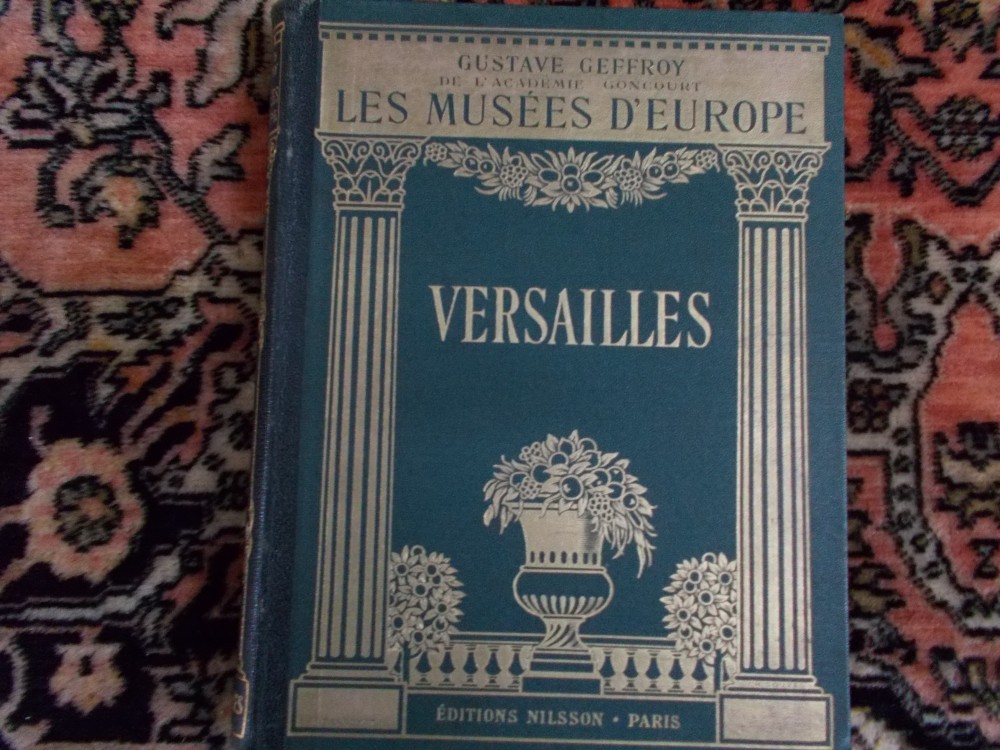 GUSTAVE GEFFROY
DE L'ACADÉMIE GONCOURT
LES MUSÉES D'EUROPE
VERSAILLES
ÉDITIONS NILSSON · PARIS